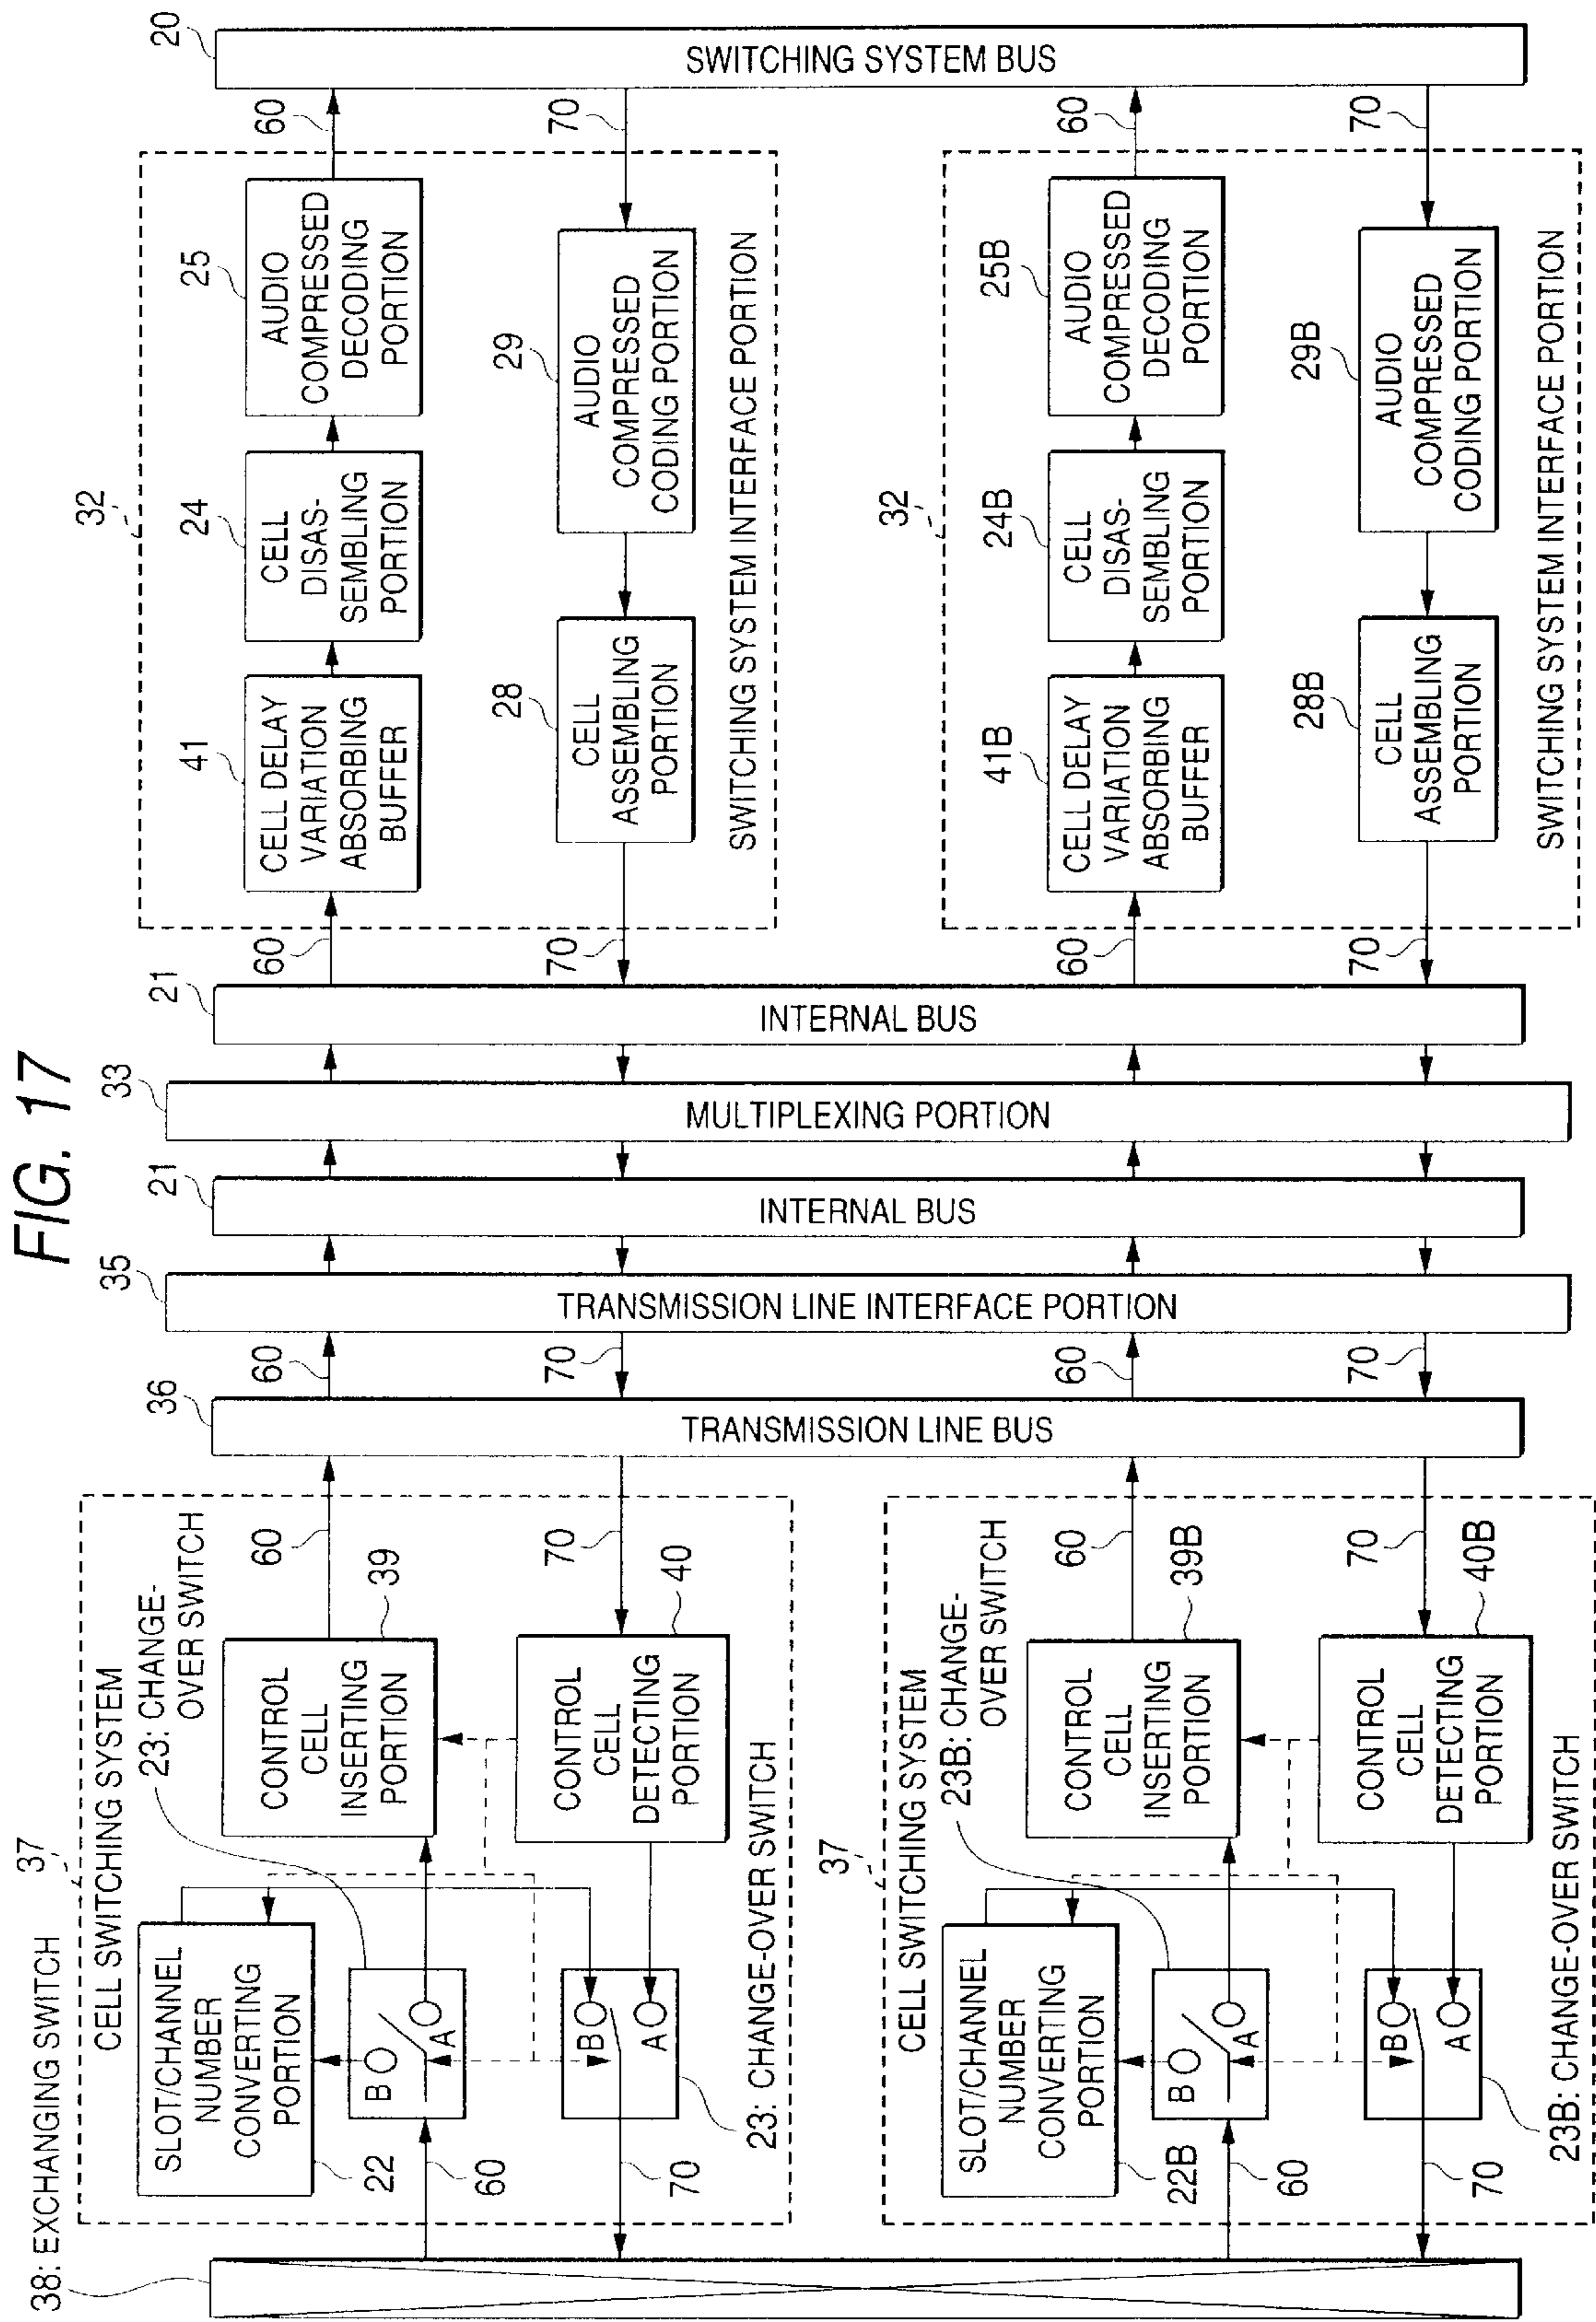 FIG. 17
38: EXCHANGING SWITCH
37
CELL SWITCHING SYSTEM
SLOT/CHANNEL
NUMBER
CONVERTING
PORTION
22
B
A
60
23: CHANGE-
OVER SWITCH
CONTROL
CELL
INSERTING
PORTION
39
60
B
A
70
23: CHANGE-OVER SWITCH
CONTROL
CELL
DETECTING
PORTION
40
70
37
CELL SWITCHING SYSTEM
SLOT/CHANNEL
NUMBER
CONVERTING
PORTION
22B
B
A
60
23B: CHANGE-
OVER SWITCH
CONTROL
CELL
INSERTING
PORTION
39B
60
B
A
70
23B: CHANGE-OVER SWITCH
CONTROL
CELL
DETECTING
PORTION
40B
70
36
TRANSMISSION LINE BUS
60
70
60
70
35
TRANSMISSION LINE INTERFACE PORTION
21
INTERNAL BUS
33
MULTIPLEXING PORTION
21
INTERNAL BUS
60
70
60
70
32
41
CELL DELAY
VARIATION
ABSORBING
BUFFER
24
CELL
DISAS-
SEMBLING
PORTION
25
AUDIO
COMPRESSED
DECODING
PORTION
60
28
CELL
ASSEMBLING
PORTION
29
AUDIO
COMPRESSED
CODING PORTION
70
SWITCHING SYSTEM INTERFACE PORTION
32
41B
CELL DELAY
VARIATION
ABSORBING
BUFFER
24B
CELL
DISAS-
SEMBLING
PORTION
25B
AUDIO
COMPRESSED
DECODING
PORTION
60
28B
CELL
ASSEMBLING
PORTION
29B
AUDIO
COMPRESSED
CODING PORTION
70
SWITCHING SYSTEM INTERFACE PORTION
20
SWITCHING SYSTEM BUS